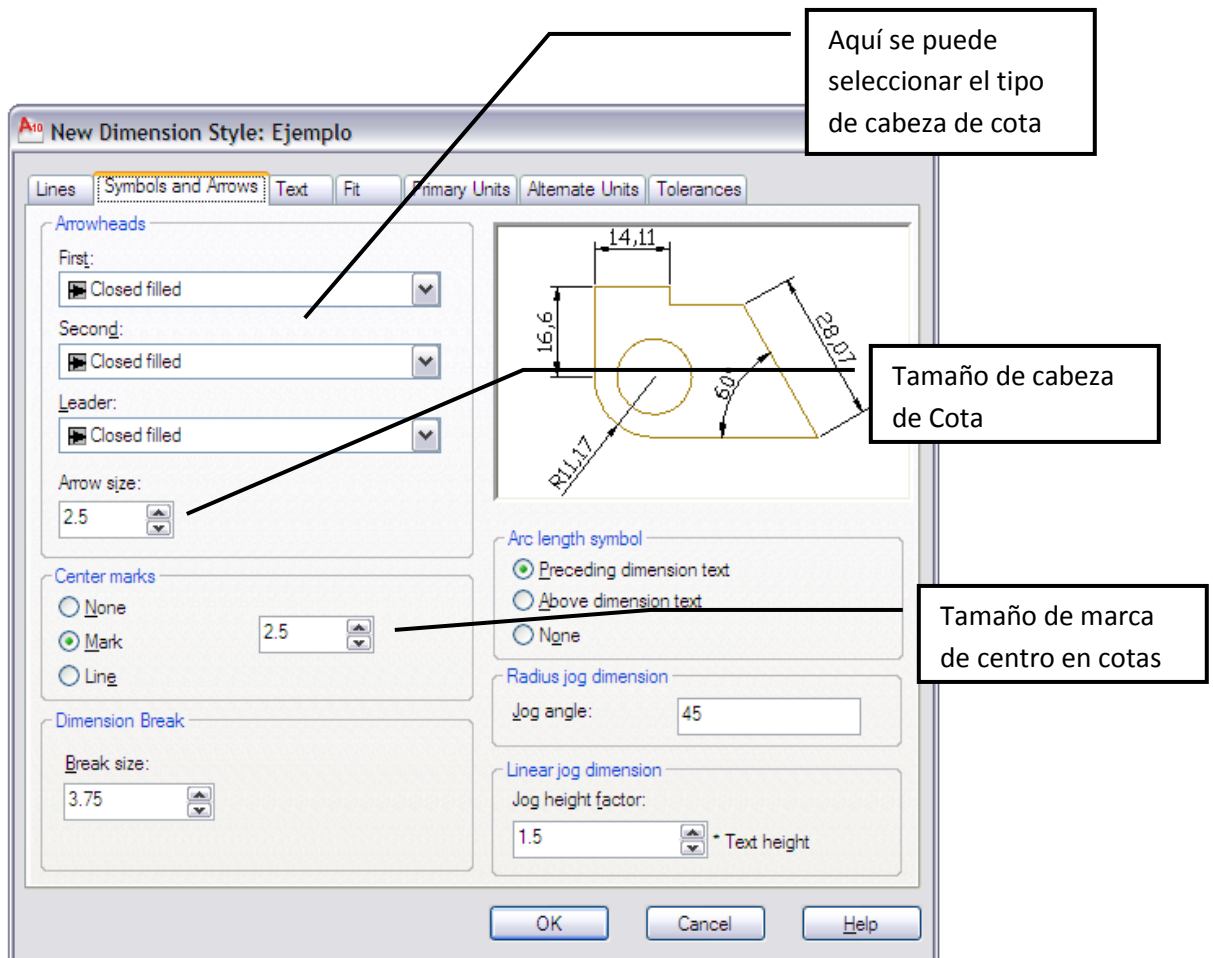 Aquí se puede
seleccionar el tipo
de cabeza de cota
A10 New Dimension Style: Ejemplo
Lines Symbols and Arrows Text Fit Primary Units Alternate Units Tolerances
Arrowheads
First:
Closed filled
Second:
Closed filled
Leader:
Closed filled
Arrow size:
2.5
14,11
16,6
28,07
60°
R11,17
Tamaño de cabeza
de Cota
Center marks
None
Mark
2.5
Line
Arc length symbol
Preceding dimension text
Above dimension text
None
Tamaño de marca
de centro en cotas
Dimension Break
Break size:
3.75
Radius jog dimension
Jog angle:
45
Linear jog dimension
Jog height factor:
1.5
* Text height
OK Cancel Help